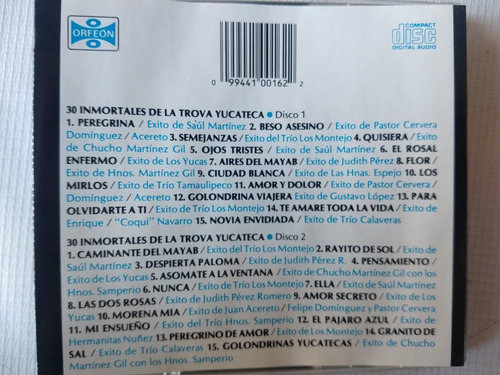 ORFEON
COMPACT
disc
DIGITAL AUDIO
0 99441 00162 2
30 INMORTALES DE LA TROVA YUCATECA • Disco 1
1. PEREGRINA / Exito de Saúl Martínez 2. BESO ASESINO / Exito de Pastor Cervera
Domínguez / Acereto 3. SEMEJANZAS / Exito del Trío Los Montejo 4. QUISIERA / Exito
de Chucho Martínez Gil 5. OJOS TRISTES / Exito de Saúl Martínez 6. EL ROSAL
ENFERMO / Exito de Los Yucas 7. AIRES DEL MAYAB / Exito de Judith Pérez 8. FLOR /
Exito de Hnos. Martínez Gil 9. CIUDAD BLANCA / Exito de Las Hnas. Espejo 10. LOS
MIRLOS / Exito de Trío Tamaulipeco 11. AMOR Y DOLOR / Exito de Pastor Cervera /
Domínguez / Acereto 12. GOLONDRINA VIAJERA Exito de Gustavo López 13. PARA
OLVIDARTE A TI / Exito de Trío Los Montejo 14. TE AMARE TODA LA VIDA / Exito de
Enrique / "Coqui" Navarro 15. NOVIA ENVIDIADA / Exito de Trío Calaveras
30 INMORTALES DE LA TROVA YUCATECA • Disco 2
1. CAMINANTE DEL MAYAB / Exito del Trío Los Montejo 2. RAYITO DE SOL / Exito de
Saúl Martínez 3. DESPIERTA PALOMA / Exito de Judith Pérez R. 4. PENSAMIENTO /
Exito de Los Yucas 5. ASOMATE A LA VENTANA / Exito de Chucho Martínez Gil con los
Hnos. Samperio 6. NUNCA / Exito de Trío Los Montejo 7. ELLA / Exito de Saúl Martínez
8. LAS DOS ROSAS / Exito de Judith Pérez Romero 9. AMOR SECRETO / Exito de Los
Yucas 10. MORENA MIA / Exito de Juan Acereto / Felipe Domínguez y Pastor Cervera
11. MI ENSUEÑO / Exito del Trío Hnos. Samperio 12. EL PAJARO AZUL / Exito de
Hermanitas Nuñez 13. PEREGRINO DE AMOR / Exito de Los Montejo 14. GRANITO DE
SAL / Exito de Trío Calaveras 15. GOLONDRINAS YUCATECAS / Exito de Chucho
Martínez Gil con los Hnos. Samperio